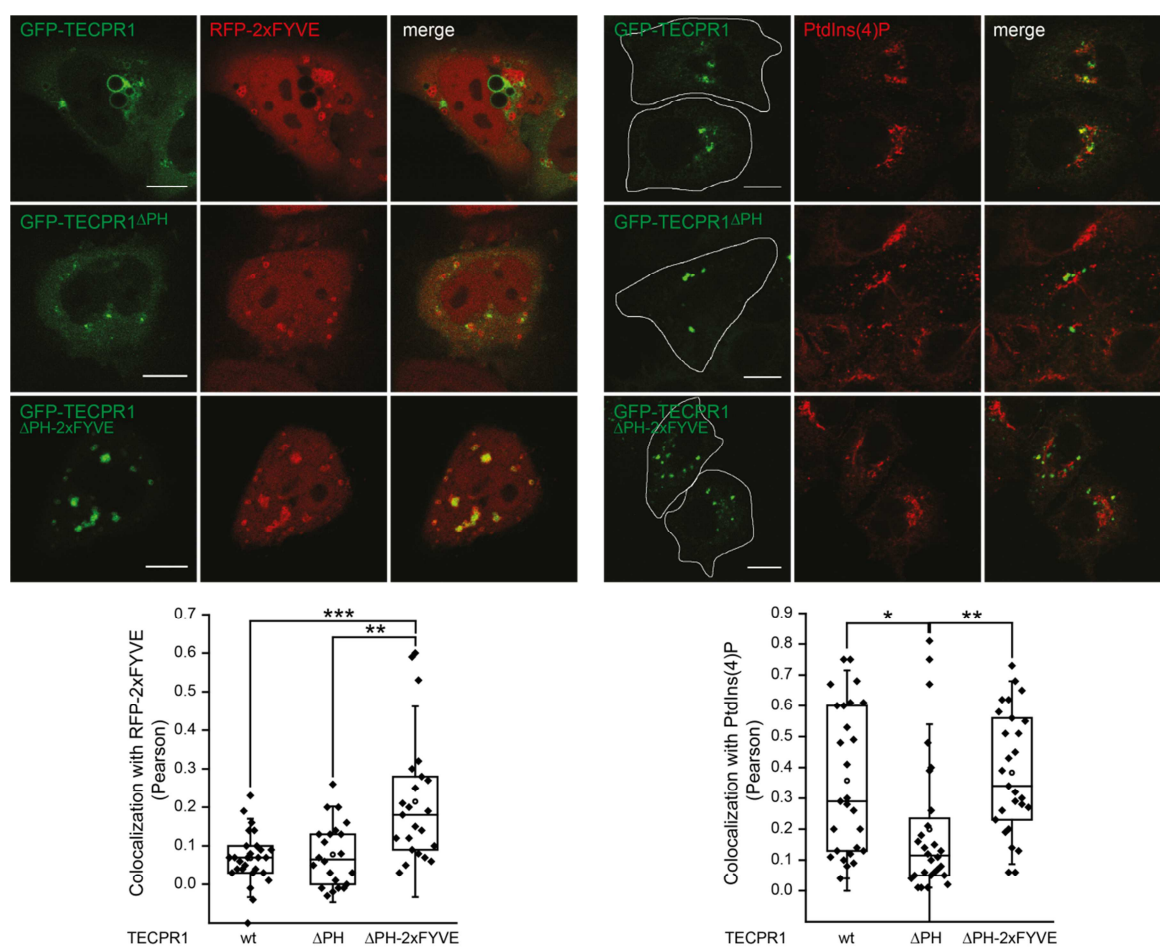 GFP-TECPR1 RFP-2xFYVE merge
GFP-TECPR1ΔPH
GFP-TECPR1
ΔPH-2xFYVE
GFP-TECPR1 PtdIns(4)P merge
GFP-TECPR1ΔPH
GFP-TECPR1
ΔPH-2xFYVE
Colocalization with RFP-2xFYVE
(Pearson)
0.7
0.6
0.5
0.4
0.3
0.2
0.1
0.0
***
**
TECPR1 wt ΔPH ΔPH-2xFYVE
Colocalization with PtdIns(4)P
(Pearson)
0.9
0.8
0.7
0.6
0.5
0.4
0.3
0.2
0.1
0.0
*
**
TECPR1 wt ΔPH ΔPH-2xFYVE